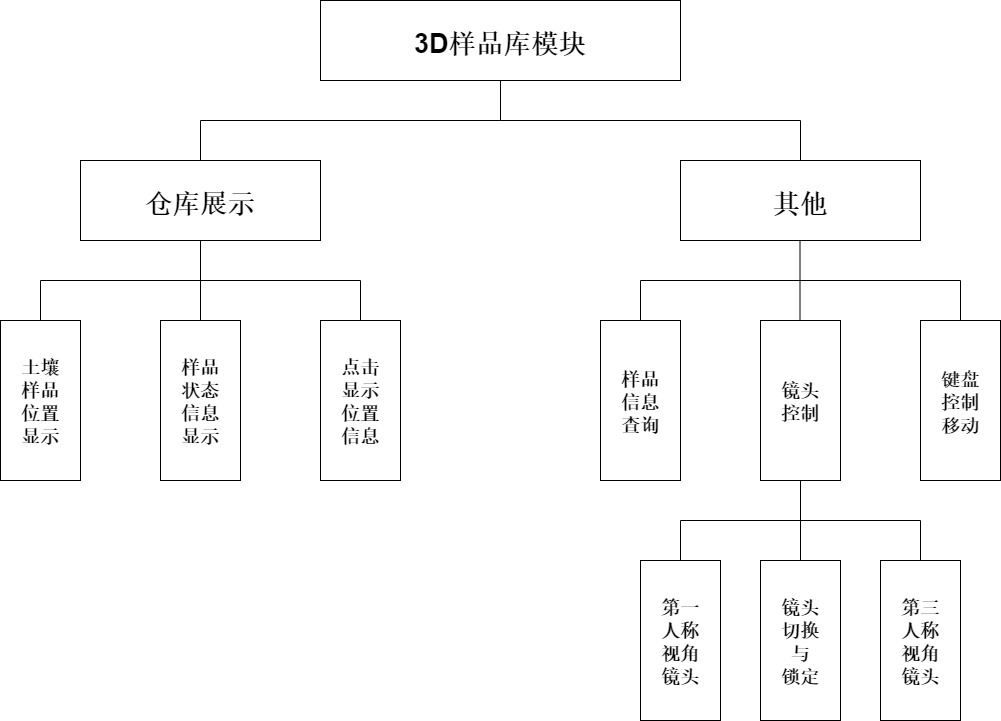 3D样品库模块
仓库展示
其他
土壤
样品
位置
显示
样品
状态
信息
显示
点击
显示
位置
信息
样品
信息
查询
镜头
控制
键盘
控制
移动
第一
人称
视角
镜头
镜头
切换
与
锁定
第三
人称
视角
镜头